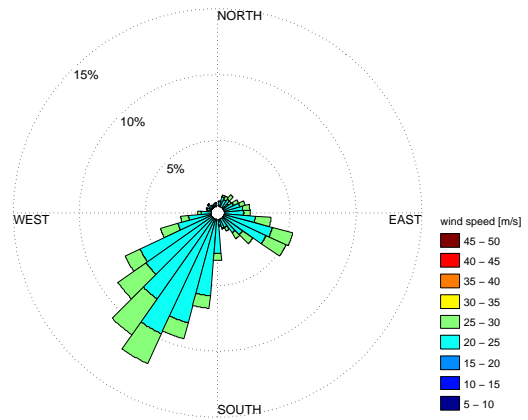 NORTH
15%
10%
5%
WEST
EAST
SOUTH
wind speed [m/s]
45 – 50
40 – 45
35 – 40
30 – 35
25 – 30
20 – 25
15 – 20
10 – 15
5 – 10